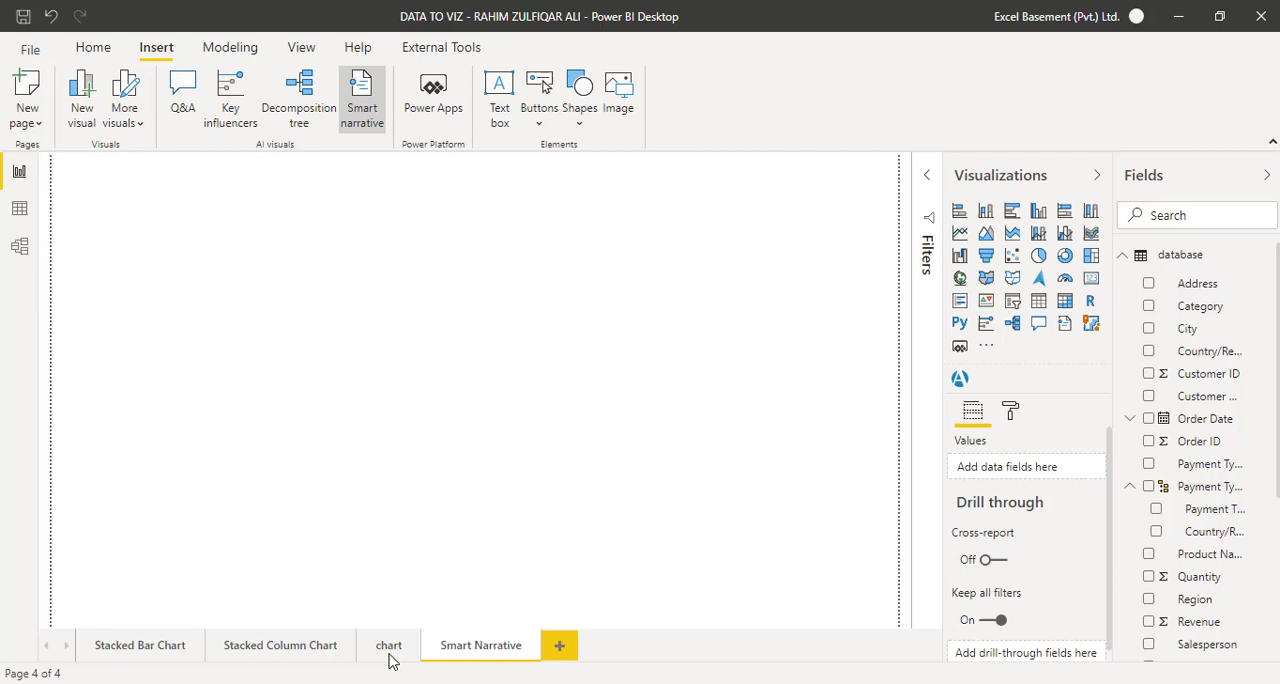 DATA TO VIZ - RAHIM ZULFIQAR ALI - Power BI Desktop
Excel Basement (Pvt.) Ltd.
File
Home
Insert
Modeling
View
Help
External Tools
New page
New visual
More visuals
Q&A
Key influencers
Decomposition tree
Smart narrative
Power Apps
Text box
Buttons
Shapes
Image
Pages
Visuals
AI visuals
Power Platform
Elements
Filters
Visualizations
R
Py
123
Values
Add data fields here
Drill through
Cross-report
Off
Keep all filters
On
Add drill-through fields here
Fields
Search
database
Address
Category
City
Country/Re...
Σ Customer ID
Customer ...
Order Date
Σ Order ID
Payment Ty...
Payment Ty...
Payment T...
Country/R...
Product Na...
Σ Quantity
Region
Σ Revenue
Salesperson
Stacked Bar Chart
Stacked Column Chart
chart
Smart Narrative
+
Page 4 of 4